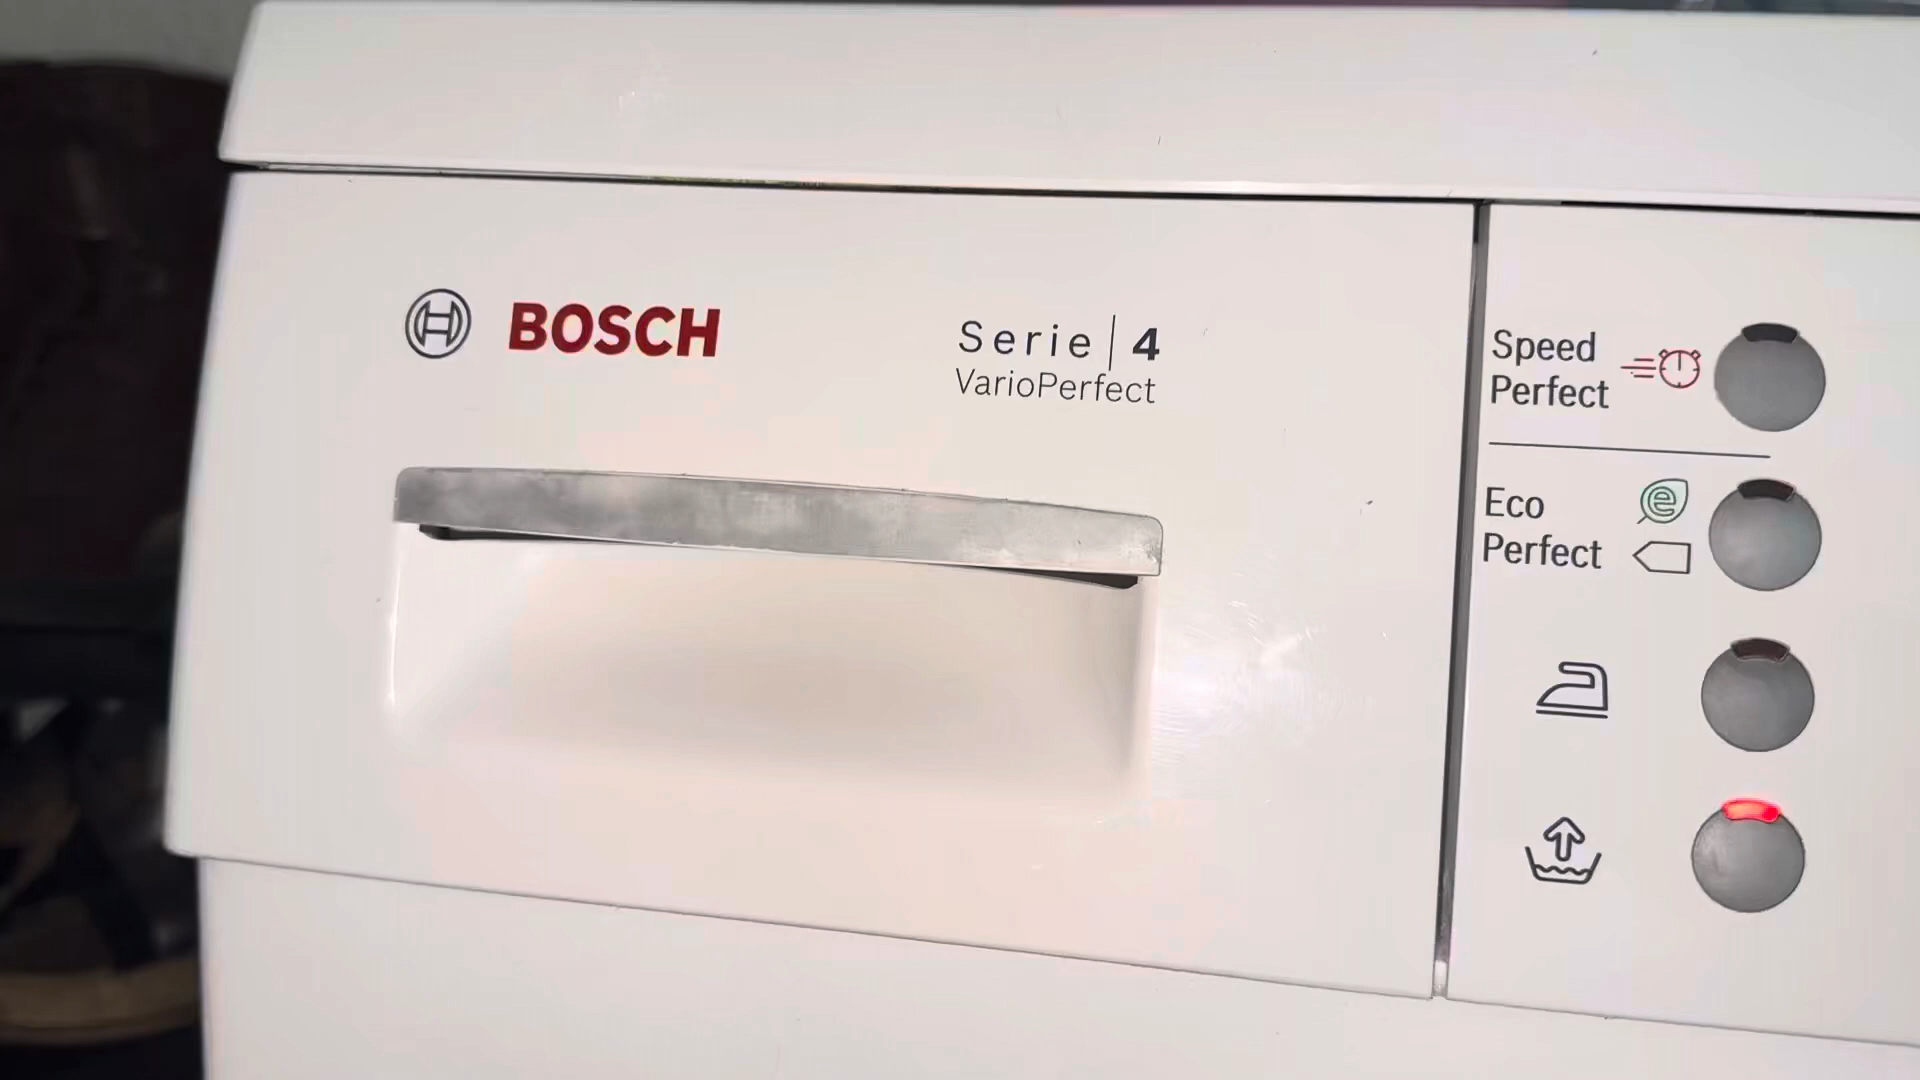 BOSCH
Serie | 4
VarioPerfect
Speed
Perfect
Eco
Perfect